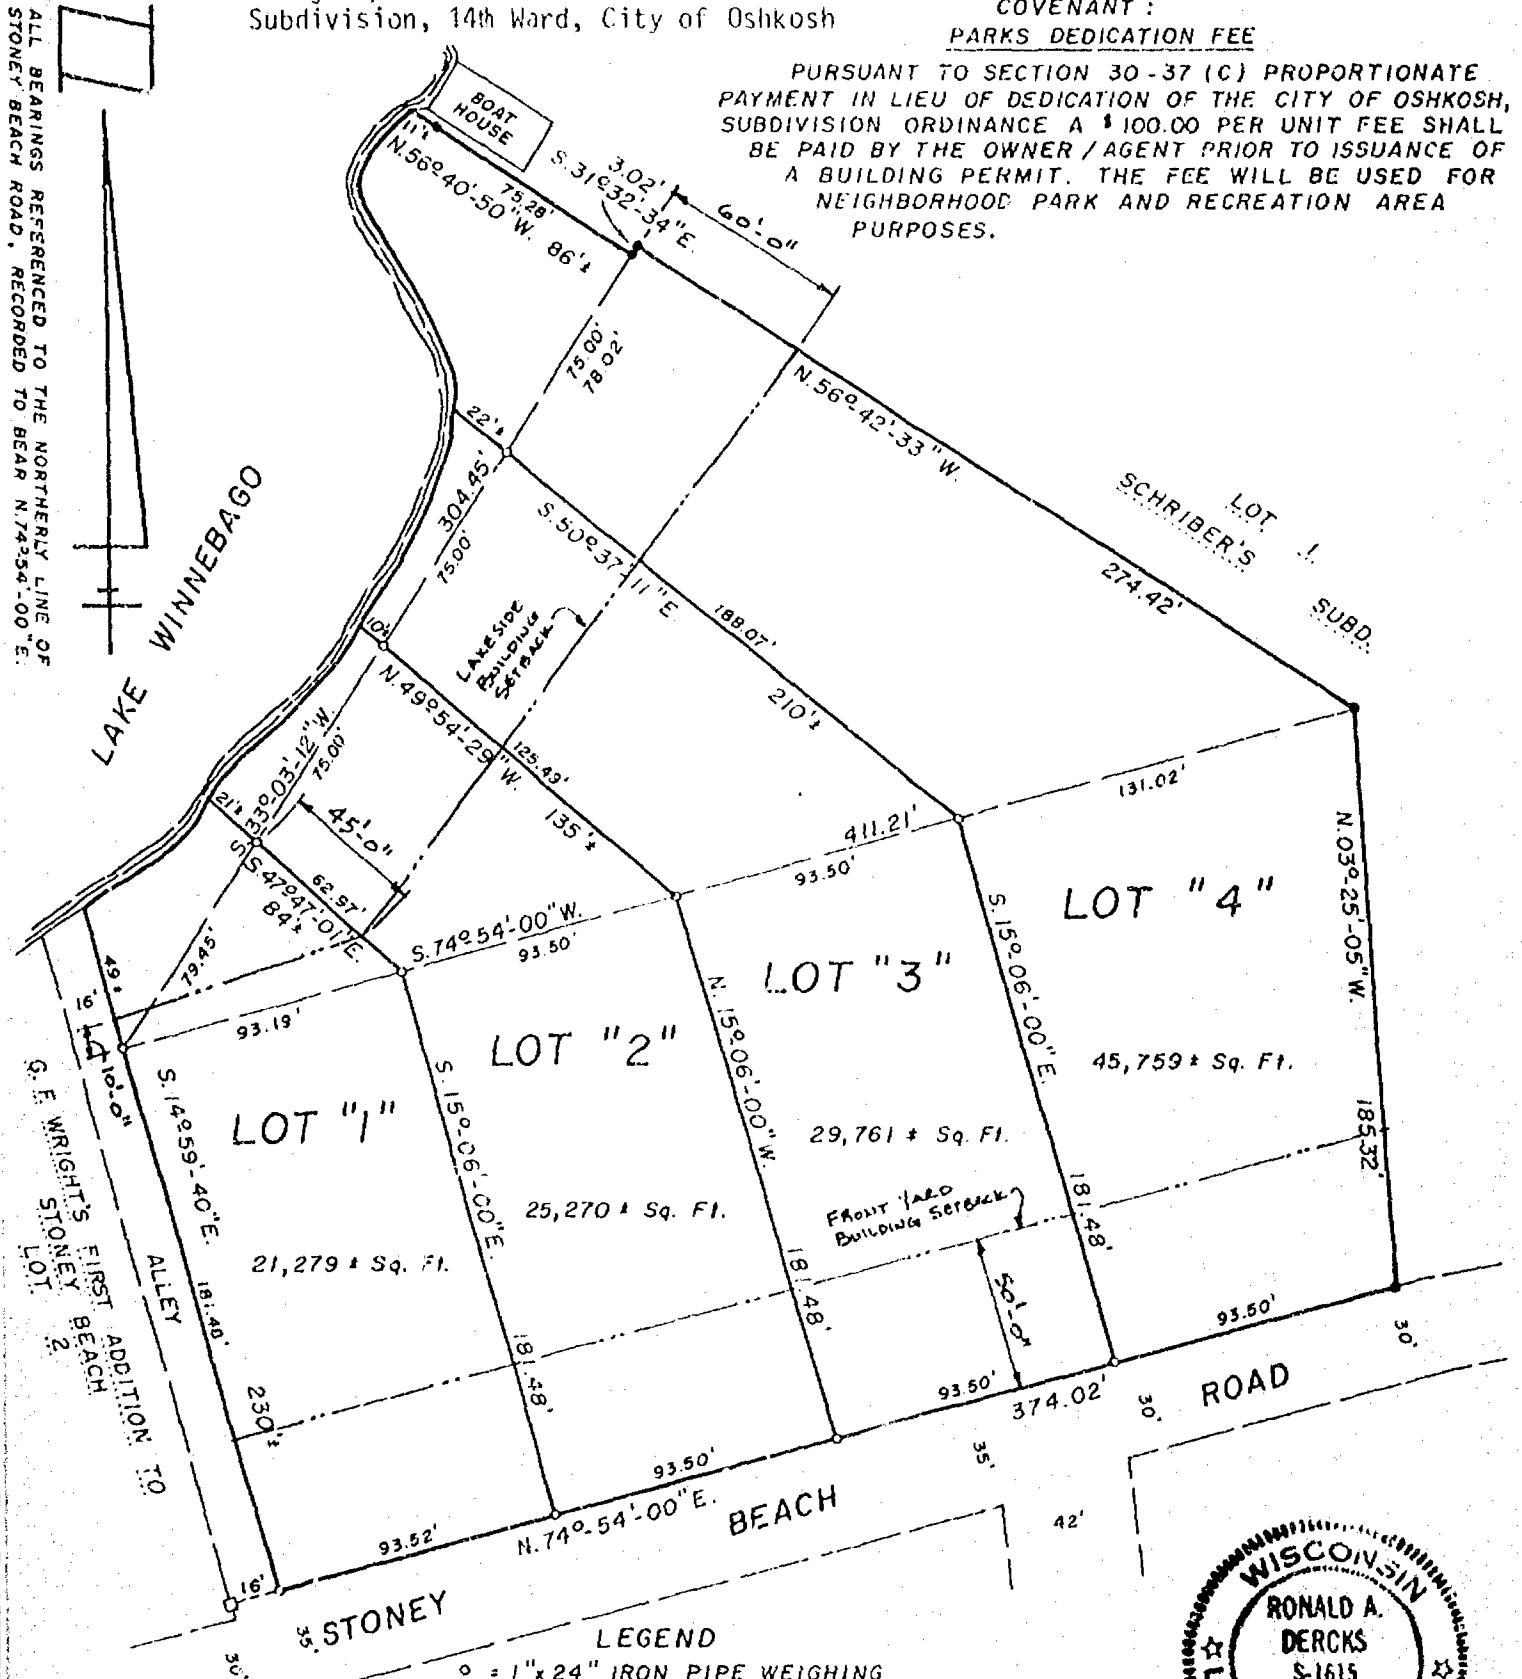 Subdivision, 14th Ward, City of Oshkosh
COVENANT :
PARKS DEDICATION FEE
PURSUANT TO SECTION 30-37 (C) PROPORTIONATE
PAYMENT IN LIEU OF DEDICATION OF THE CITY OF OSHKOSH,
SUBDIVISION ORDINANCE A $100.00 PER UNIT FEE SHALL
BE PAID BY THE OWNER / AGENT PRIOR TO ISSUANCE OF
A BUILDING PERMIT. THE FEE WILL BE USED FOR
NEIGHBORHOOD PARK AND RECREATION AREA
PURPOSES.
ALL BEARINGS REFERENCED TO THE NORTHERLY LINE OF
STONEY BEACH ROAD, RECORDED TO BEAR N.74°-54'-00"E.
BOAT
HOUSE
11'±
N.56°-40'-50"W.
75.28'
86'±
3.02'
S.31°-32'-34"E.
60'-0"
75.00'
78.02'
N.56°-42'-33"W.
274.42'
LOT 1.
SCHRIBER'S
SUBD.
22'±
304.45'
75.00'
S.50°-37'-11"E.
188.07'
210'±
LAKE WINNEBAGO
LAKESIDE
BUILDING
SETBACK
10'±
N.49°-54'-29"W.
125.49'
135'±
S.33°-03'-12"W.
75.00'
45'-0"
21'±
S.47°-47'-01"E.
62.97'
84'±
79.45'
49'±
16'
10'-0"
93.19'
S.74°-54'-00"W.
93.50'
411.21'
93.50'
131.02'
N.03°-25'-05"W.
185.32'
LOT "4"
45,759 ± Sq. Ft.
S.15°-06'-00"E.
181.48'
LOT "3"
29,761 ± Sq. Ft.
N.15°-06'-00"W.
181.48'
LOT "2"
25,270 ± Sq. Ft.
S.15°-06'-00"E.
181.48'
LOT "1"
21,279 ± Sq. Ft.
S.14°-59'-40"E.
181.48'
230'±
ALLEY
G. F. WRIGHT'S FIRST ADDITION TO
STONEY BEACH
LOT 2
FRONT YARD
BUILDING SETBACK
50'-0"
93.50'
30'
93.50'
374.02'
30'
35'
93.50'
N.74°-54'-00"E.
93.52'
16'
35'
30'
42'
STONEY BEACH ROAD
LEGEND
o = 1"x24" IRON PIPE WEIGHING
WISCONSIN
RONALD A.
DERCKS
S-1615